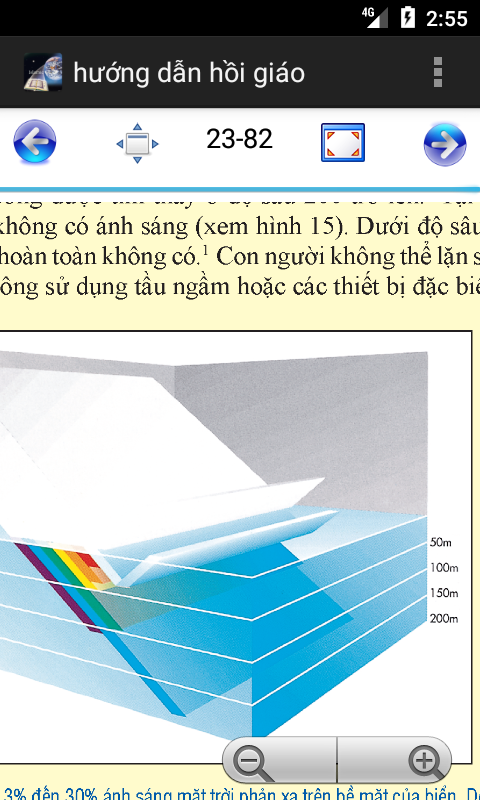 4G 2:55
hướng dẫn hồi giáo
23-82
không có ánh sáng (xem hình 15). Dưới độ sâu
hoàn toàn không có.¹ Con người không thể lặn s
ông sử dụng tầu ngầm hoặc các thiết bị đặc biê
50m
100m
150m
200m
3% đến 30% ánh sáng mặt trời phản xạ trên bề mặt của biển.